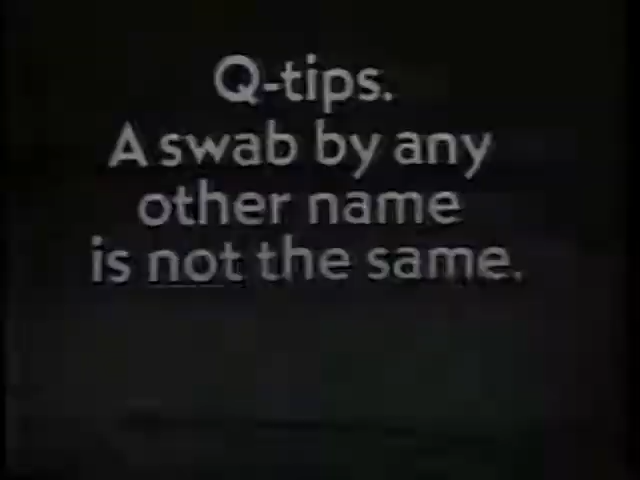 Q-tips.
A swab by any
other name
is not the same.